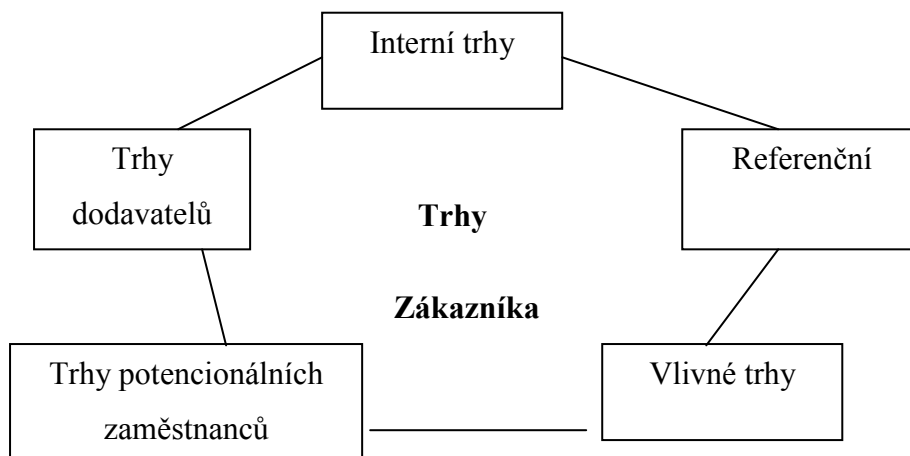 Interní trhy
Trhy
dodavatelů
Referenční
Trhy
Zákazníka
Trhy potencionálních
zaměstnanců
Vlivné trhy